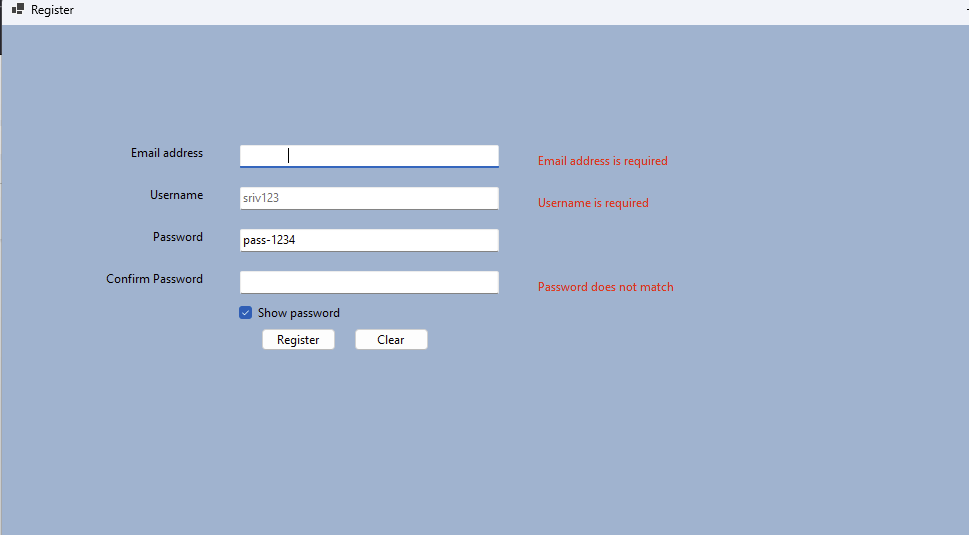 Register
Email address
Email address is required
Username
sriv123
Username is required
Password
pass-1234
Confirm Password
Password does not match
Show password
Register
Clear